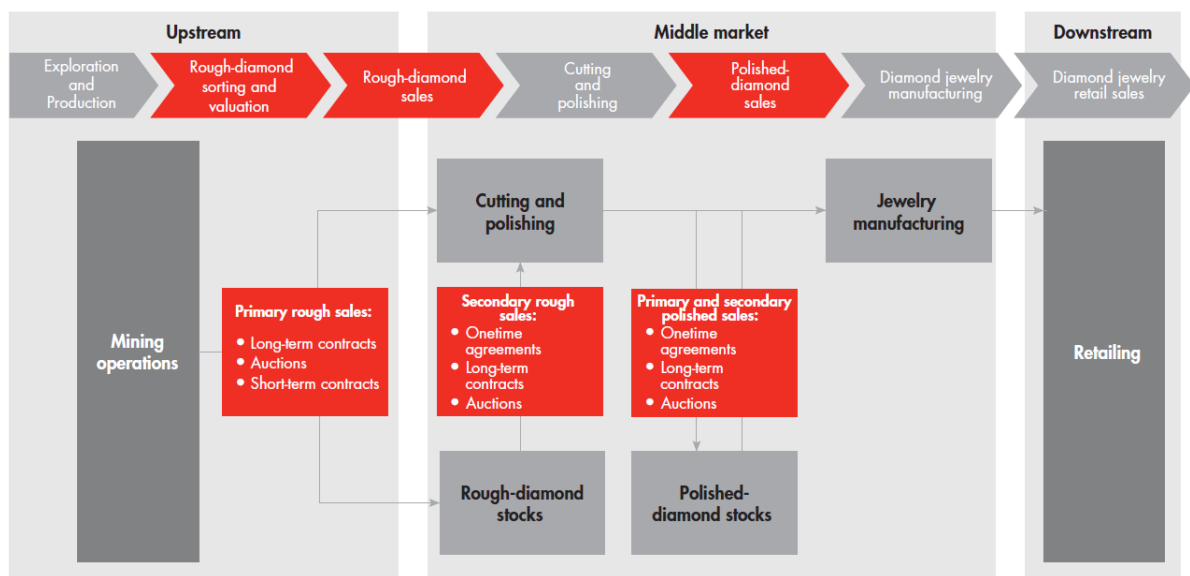 Upstream
Middle market
Downstream
Exploration
and
Production
Rough-diamond
sorting and
valuation
Rough-diamond
sales
Cutting
and
polishing
Polished-
diamond
sales
Diamond jewelry
manufacturing
Diamond jewelry
retail sales
Mining
operations
Primary rough sales:
• Long-term contracts
• Auctions
• Short-term contracts
Cutting and
polishing
Secondary rough
sales:
• Onetime
agreements
• Long-term
contracts
• Auctions
Rough-diamond
stocks
Primary and secondary
polished sales:
• Onetime
agreements
• Long-term
contracts
• Auctions
Polished-
diamond stocks
Jewelry
manufacturing
Retailing